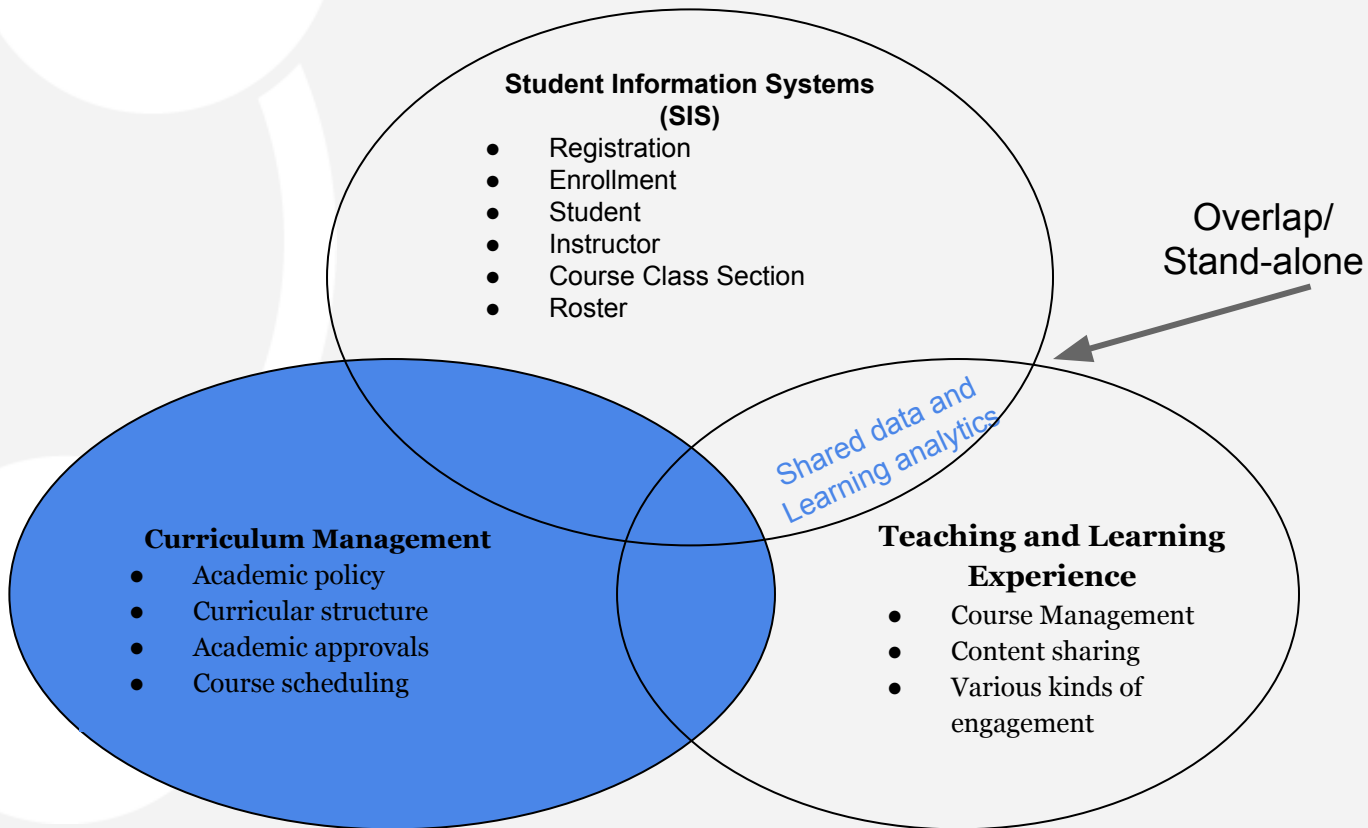 Student Information Systems
(SIS)
● Registration
● Enrollment
● Student
● Instructor
● Course Class Section
● Roster
Overlap/
Stand-alone
Shared data and
Learning analytics
Curriculum Management
● Academic policy
● Curricular structure
● Academic approvals
● Course scheduling
Teaching and Learning
Experience
● Course Management
● Content sharing
● Various kinds of
engagement